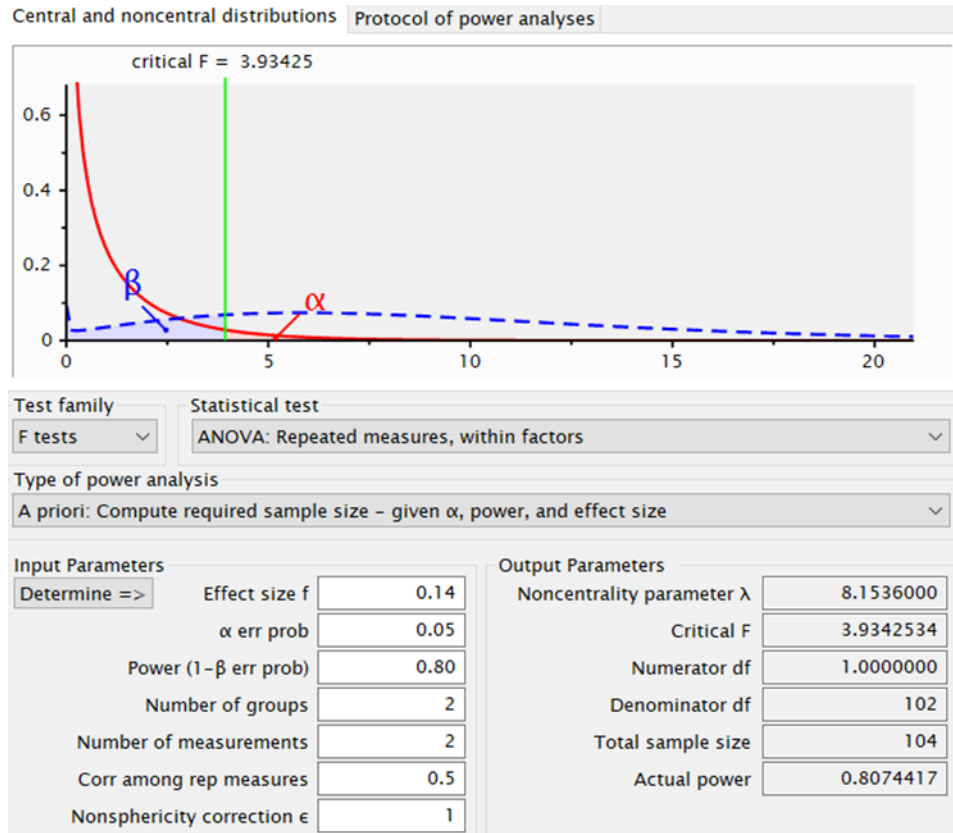 Central and noncentral distributions Protocol of power analyses
critical F = 3.93425
0.6
0.4
0.2
0
β
α
0 5 10 15 20
Test family Statistical test
F tests ANOVA: Repeated measures, within factors
Type of power analysis
A priori: Compute required sample size – given α, power, and effect size
Input Parameters Output Parameters
Determine => Effect size f 0.14 Noncentrality parameter λ 8.1536000
α err prob 0.05 Critical F 3.9342534
Power (1-β err prob) 0.80 Numerator df 1.0000000
Number of groups 2 Denominator df 102
Number of measurements 2 Total sample size 104
Corr among rep measures 0.5 Actual power 0.8074417
Nonsphericity correction ϵ 1